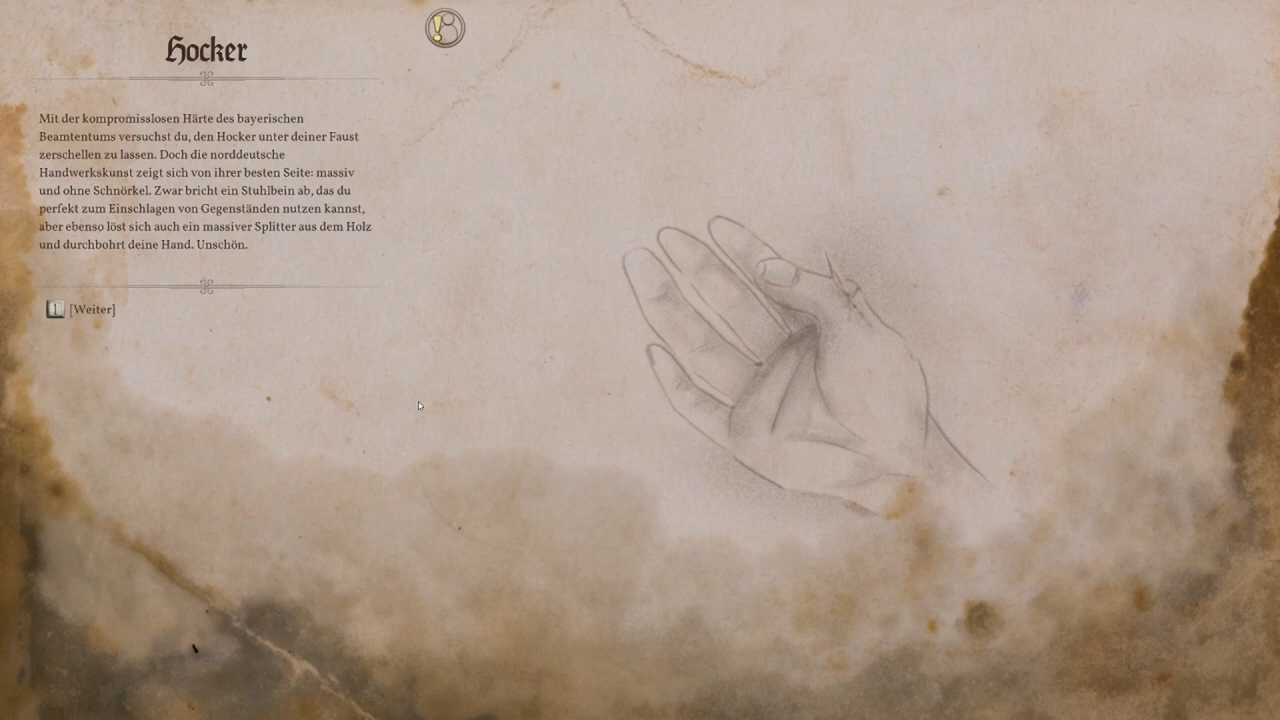 Hocker
Mit der kompromisslosen Härte des bayerischen
Beamtentums versuchst du, den Hocker unter deiner Faust
zerschellen zu lassen. Doch die norddeutsche
Handwerkskunst zeigt sich von ihrer besten Seite: massiv
und ohne Schnörkel. Zwar bricht ein Stuhlbein ab, das du
perfekt zum Einschlagen von Gegenständen nutzen kannst,
aber ebenso löst sich auch ein massiver Splitter aus dem Holz
und durchbohrt deine Hand. Unschön.
1 [Weiter]